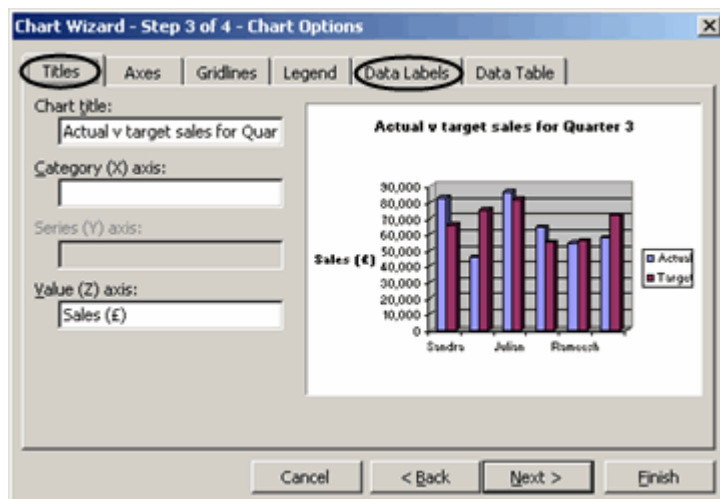 Chart Wizard - Step 3 of 4 - Chart Options
Titles Axes Gridlines Legend Data Labels Data Table
Chart title:
Actual v target sales for Quar
Category (X) axis:
Series (Y) axis:
Value (Z) axis:
Sales (£)
Actual v target sales for Quarter 3
90,000
80,000
70,000
60,000
50,000
40,000
30,000
20,000
10,000
0
Sales (£)
Sandra Julian Ramesh
Actual
Target
Cancel < Back Next > Finish